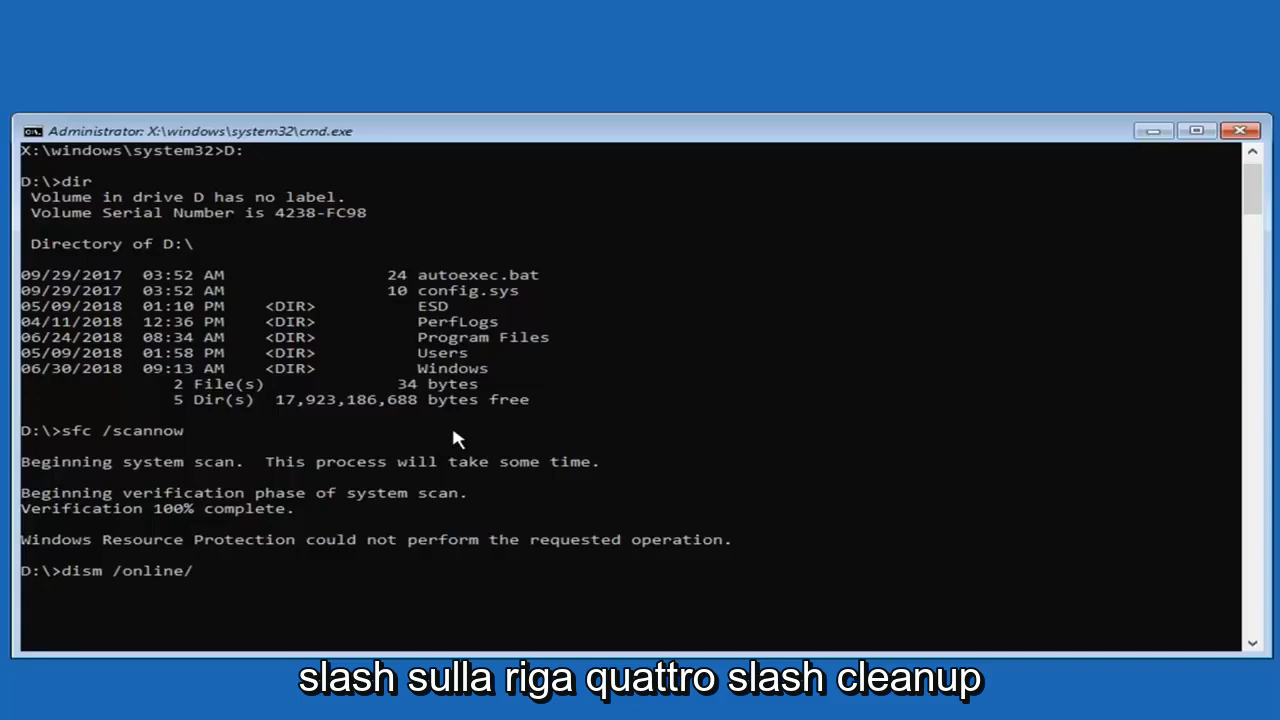 Administrator: X:\windows\system32\cmd.exe
X:\windows\system32>D:
D:\>dir
Volume in drive D has no label.
Volume Serial Number is 4238-FC98
Directory of D:\
09/29/2017 03:52 AM 24 autoexec.bat
09/29/2017 03:52 AM 10 config.sys
05/09/2018 01:10 PM <DIR> ESD
04/11/2018 12:36 PM <DIR> PerfLogs
06/24/2018 08:34 AM <DIR> Program Files
05/09/2018 01:58 PM <DIR> Users
06/30/2018 09:13 AM <DIR> Windows
2 File(s) 34 bytes
5 Dir(s) 17,923,186,688 bytes free
D:\>sfc /scannow
Beginning system scan. This process will take some time.
Beginning verification phase of system scan.
Verification 100% complete.
Windows Resource Protection could not perform the requested operation.
D:\>dism /online/
slash sulla riga quattro slash cleanup